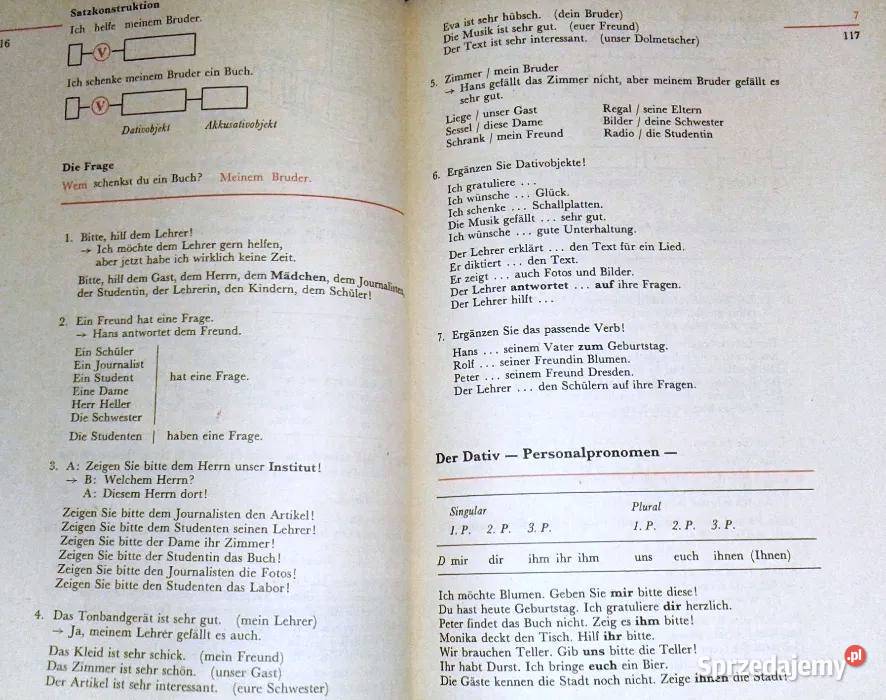 Satzkonstruktion
Ich helfe meinem Bruder.
V
Ich schenke meinem Bruder ein Buch.
V
Dativobjekt Akkusativobjekt
16
Die Frage
Wem schenkst du ein Buch? Meinem Bruder.
1. Bitte, hilf dem Lehrer!
→ Ich möchte dem Lehrer gern helfen,
aber jetzt habe ich wirklich keine Zeit.
Bitte, hilf dem Gast, dem Herrn, dem Mädchen, dem Journalisten,
der Studentin, der Lehrerin, den Kindern, dem Schüler!
2. Ein Freund hat eine Frage.
→ Hans antwortet dem Freund.
Ein Schüler
Ein Journalist
Ein Student hat eine Frage.
Eine Dame
Herr Heller
Die Schwester
Die Studenten haben eine Frage.
3. A: Zeigen Sie bitte dem Herrn unser Institut!
→ B: Welchem Herrn?
A: Diesem Herrn dort!
Zeigen Sie bitte dem Journalisten den Artikel!
Zeigen Sie bitte dem Studenten seinen Lehrer!
Zeigen Sie bitte der Dame ihr Zimmer!
Zeigen Sie bitte der Studentin das Buch!
Zeigen Sie bitte den Journalisten die Fotos!
Zeigen Sie bitte den Studenten das Labor!
4. Das Tonbandgerät ist sehr gut. (mein Lehrer)
→ Ja, meinem Lehrer gefällt es auch.
Das Kleid ist sehr schick. (mein Freund)
Das Zimmer ist sehr schön. (unser Gast)
Der Artikel ist sehr interessant. (eure Schwester)
7
117
Eva ist sehr hübsch. (dein Bruder)
Die Musik ist sehr gut. (euer Freund)
Der Text ist sehr interessant. (unser Dolmetscher)
5. Zimmer / mein Bruder
→ Hans gefällt das Zimmer nicht, aber meinem Bruder gefällt es
sehr gut.
Liege / unser Gast Regal / seine Eltern
Sessel / diese Dame Bilder / deine Schwester
Schrank / mein Freund Radio / die Studentin
6. Ergänzen Sie Dativobjekte!
Ich gratuliere ...
Ich wünsche ... Glück.
Ich schenke ... Schallplatten.
Die Musik gefällt ... sehr gut.
Ich wünsche ... gute Unterhaltung.
Der Lehrer erklärt ... den Text für ein Lied.
Er diktiert ... den Text.
Er zeigt ... auch Fotos und Bilder.
Der Lehrer antwortet ... auf ihre Fragen.
Der Lehrer hilft ...
7. Ergänzen Sie das passende Verb!
Hans ... seinem Vater zum Geburtstag.
Rolf ... seiner Freundin Blumen.
Peter ... seinem Freund Dresden.
Der Lehrer ... den Schülern auf ihre Fragen.
Der Dativ — Personalpronomen —
Singular Plural
1. P. 2. P. 3. P. 1. P. 2. P. 3. P.
D mir dir ihm ihr ihm uns euch ihnen (Ihnen)
Ich möchte Blumen. Geben Sie mir bitte diese!
Du hast heute Geburtstag. Ich gratuliere dir herzlich.
Peter findet das Buch nicht. Zeig es ihm bitte!
Monika deckt den Tisch. Hilf ihr bitte!
Wir brauchen Teller. Gib uns bitte die Teller!
Ihr habt Durst. Ich bringe euch ein Bier.
Die Gäste kennen die Stadt noch nicht. Zeige ihnen die Stadt!
Sprzedajemy.pl